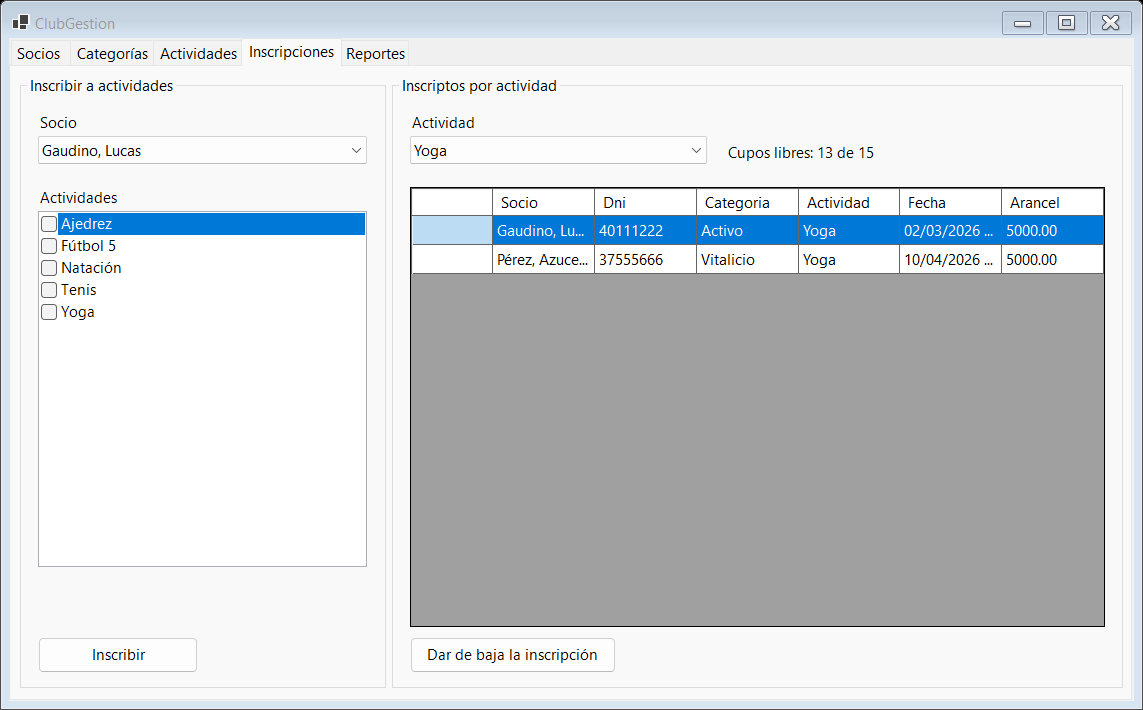 ClubGestion
Socios Categorías Actividades Inscripciones Reportes
Inscribir a actividades
Socio
Gaudino, Lucas
Actividades
Ajedrez
Fútbol 5
Natación
Tenis
Yoga
Inscribir
Inscriptos por actividad
Actividad
Yoga
Cupos libres: 13 de 15
Socio Dni Categoria Actividad Fecha Arancel
Gaudino, Lu... 40111222 Activo Yoga 02/03/2026 ... 5000.00
Pérez, Azuce... 37555666 Vitalicio Yoga 10/04/2026 ... 5000.00
Dar de baja la inscripción